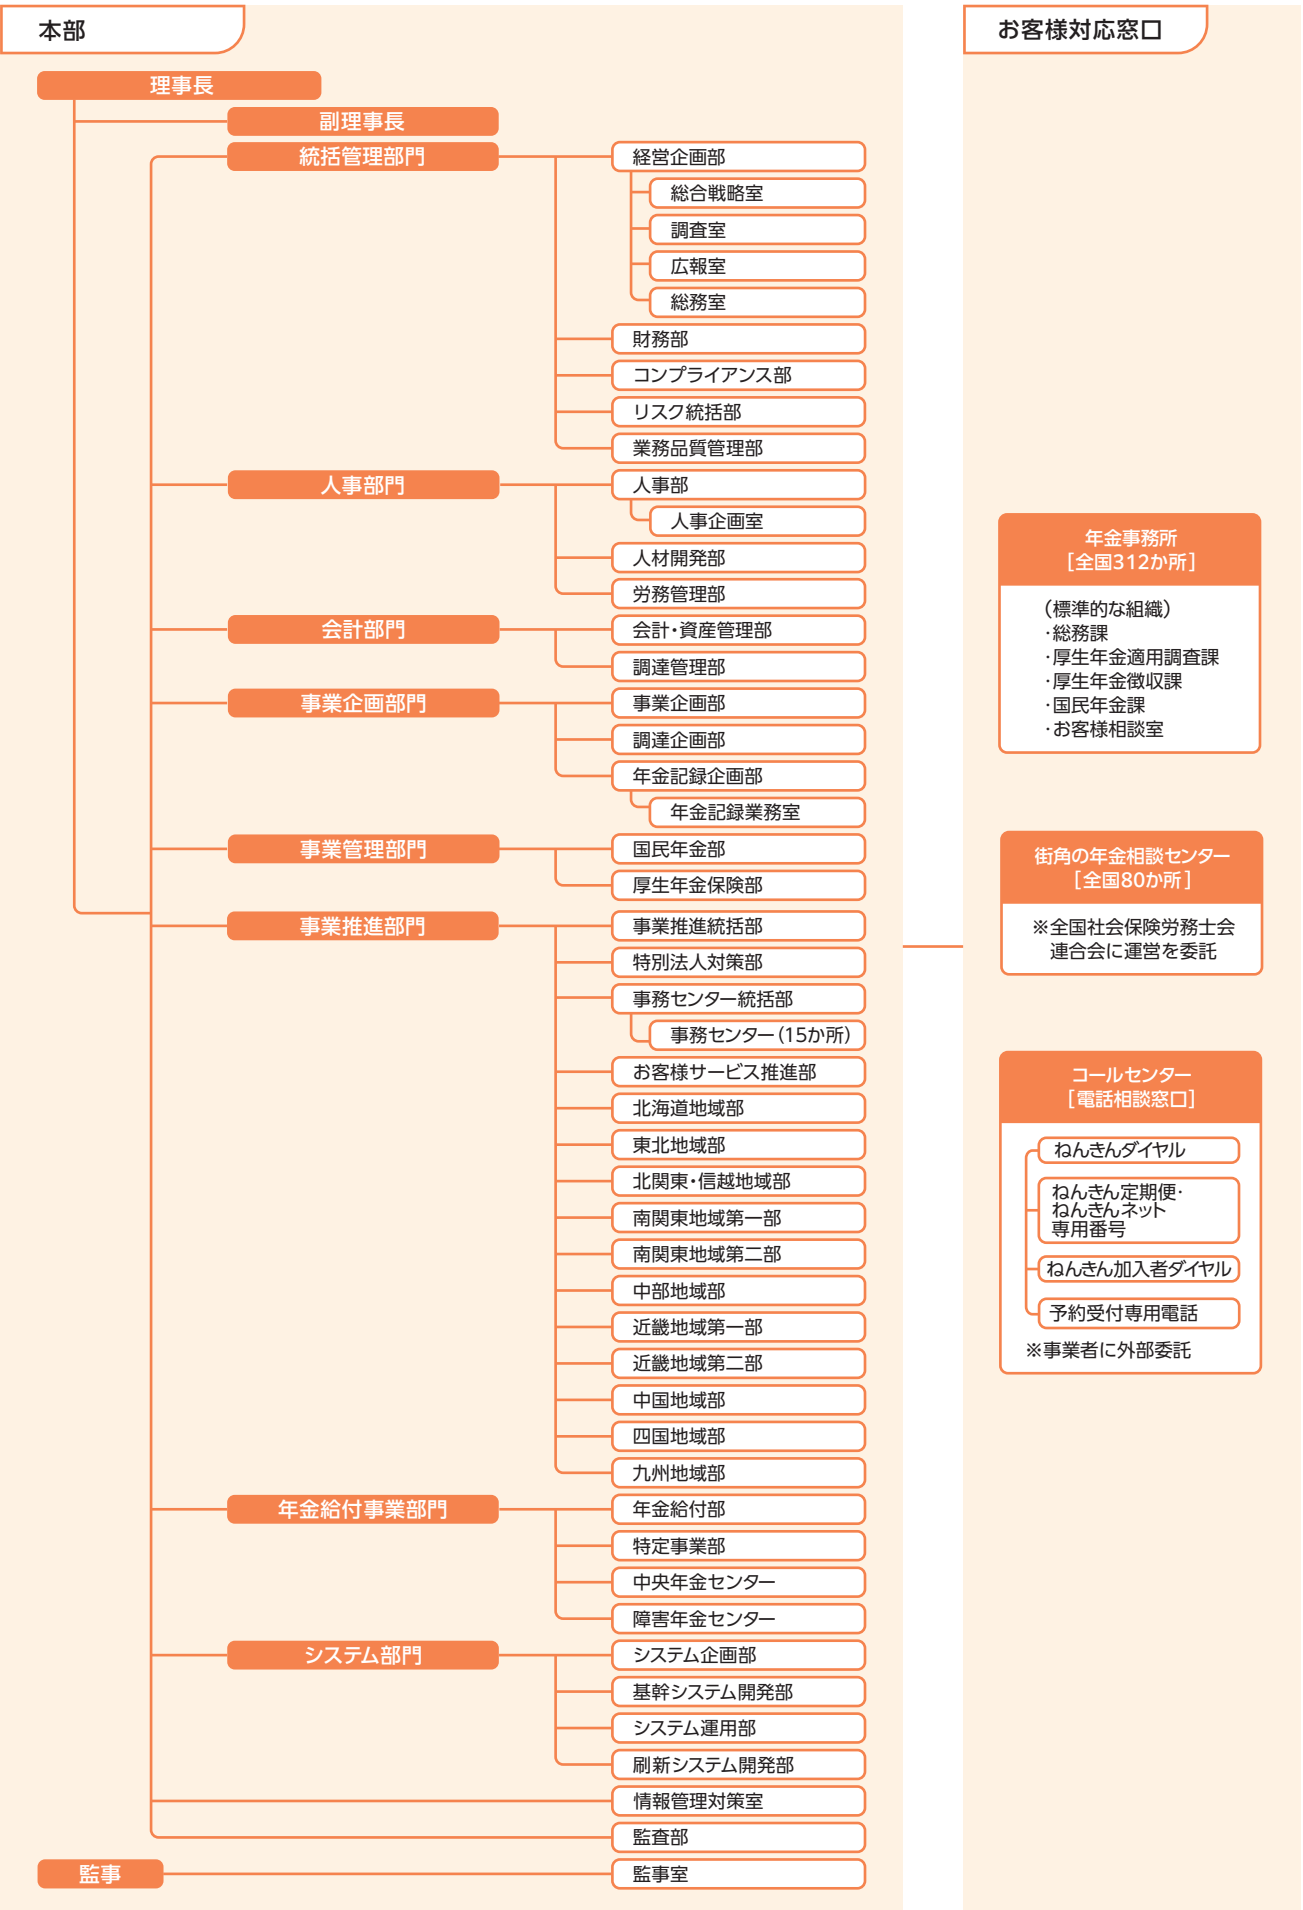 本部
理事長
副理事長
統括管理部門
経営企画部
総合戦略室
調査室
広報室
総務室
財務部
コンプライアンス部
リスク統括部
業務品質管理部
人事部門
人事部
人事企画室
人材開発部
労務管理部
会計部門
会計・資産管理部
調達管理部
事業企画部門
事業企画部
調達企画部
年金記録企画部
年金記録業務室
事業管理部門
国民年金部
厚生年金保険部
事業推進部門
事業推進統括部
特別法人対策部
事務センター統括部
事務センター（15か所）
お客様サービス推進部
北海道地域部
東北地域部
北関東・信越地域部
南関東地域第一部
南関東地域第二部
中部地域部
近畿地域第一部
近畿地域第二部
中国地域部
四国地域部
九州地域部
年金給付事業部門
年金給付部
特定事業部
中央年金センター
障害年金センター
システム部門
システム企画部
基幹システム開発部
システム運用部
刷新システム開発部
情報管理対策室
監査部
監事
監事室
お客様対応窓口
年金事務所
［全国312か所］
（標準的な組織）
・総務課
・厚生年金適用調査課
・厚生年金徴収課
・国民年金課
・お客様相談室
街角の年金相談センター
［全国80か所］
※全国社会保険労務士会
連合会に運営を委託
コールセンター
［電話相談窓口］
ねんきんダイヤル
ねんきん定期便・
ねんきんネット
専用番号
ねんきん加入者ダイヤル
予約受付専用電話
※事業者に外部委託